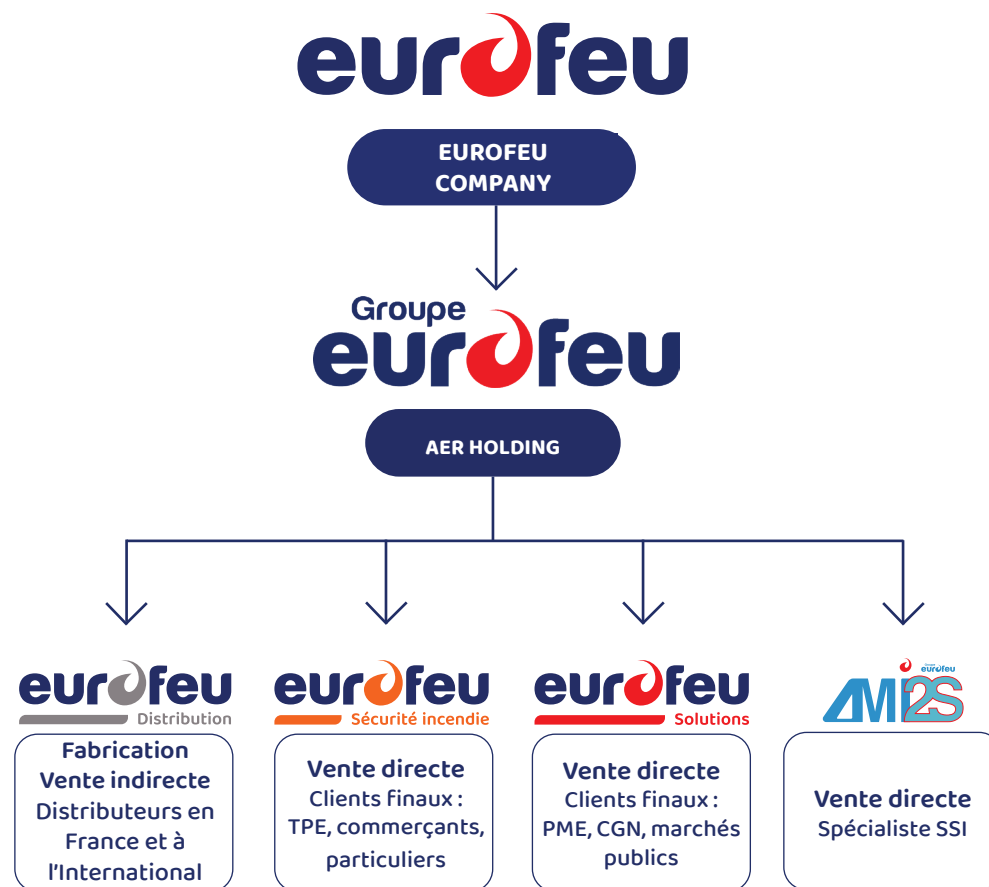 eurofeu
EUROFEU
COMPANY
Groupe
eurofeu
AER HOLDING
eurofeu
Distribution
Fabrication
Vente indirecte
Distributeurs en
France et à
l'International
eurofeu
Sécurité incendie
Vente directe
Clients finaux :
TPE, commerçants,
particuliers
eurofeu
Solutions
Vente directe
Clients finaux :
PME, CGN, marchés
publics
Groupe
eurofeu
AMI2S
Vente directe
Spécialiste SSI